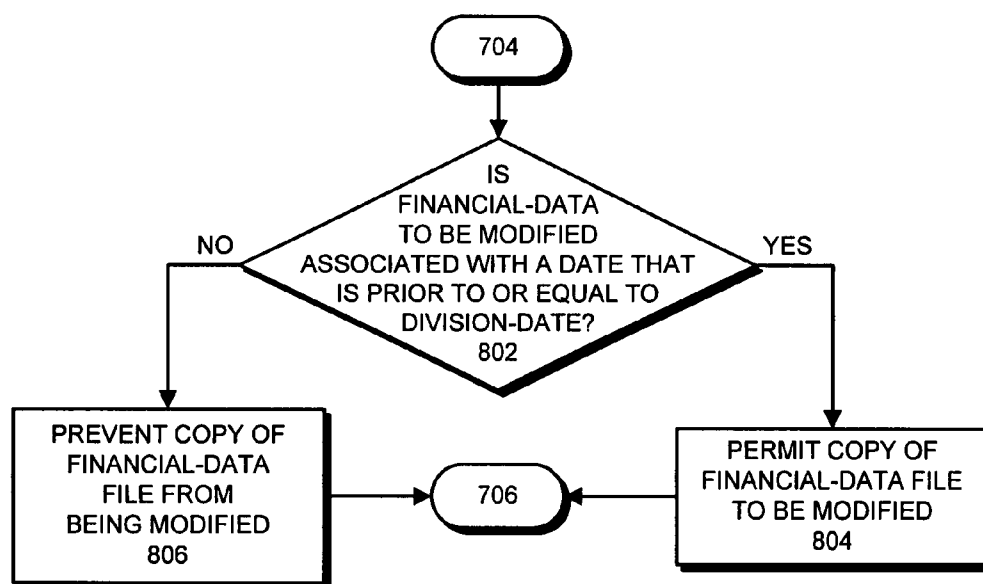 704
IS
FINANCIAL-DATA
TO BE MODIFIED
ASSOCIATED WITH A DATE THAT
IS PRIOR TO OR EQUAL TO
DIVISION-DATE?
802
NO
YES
PREVENT COPY OF
FINANCIAL-DATA
FILE FROM
BEING MODIFIED
806
706
PERMIT COPY OF
FINANCIAL-DATA FILE
TO BE MODIFIED
804